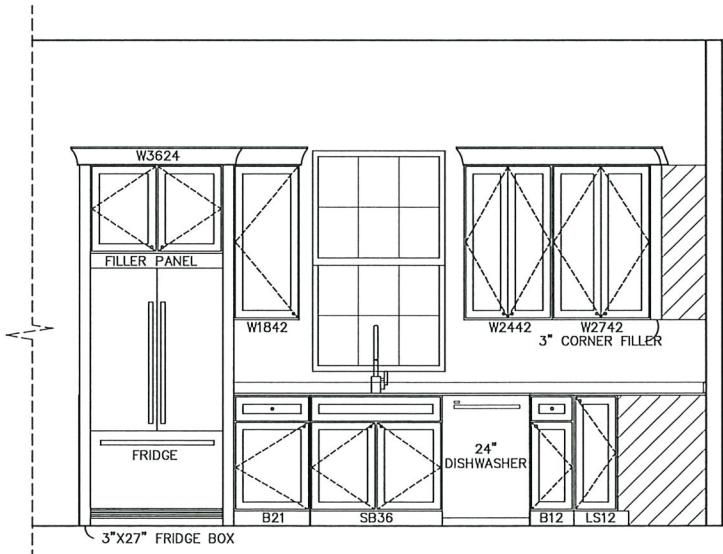 W3624
FILLER PANEL
W1842
W2442
W2742
3" CORNER FILLER
FRIDGE
24"
DISHWASHER
B21
SB36
B12
LS12
3"X27" FRIDGE BOX